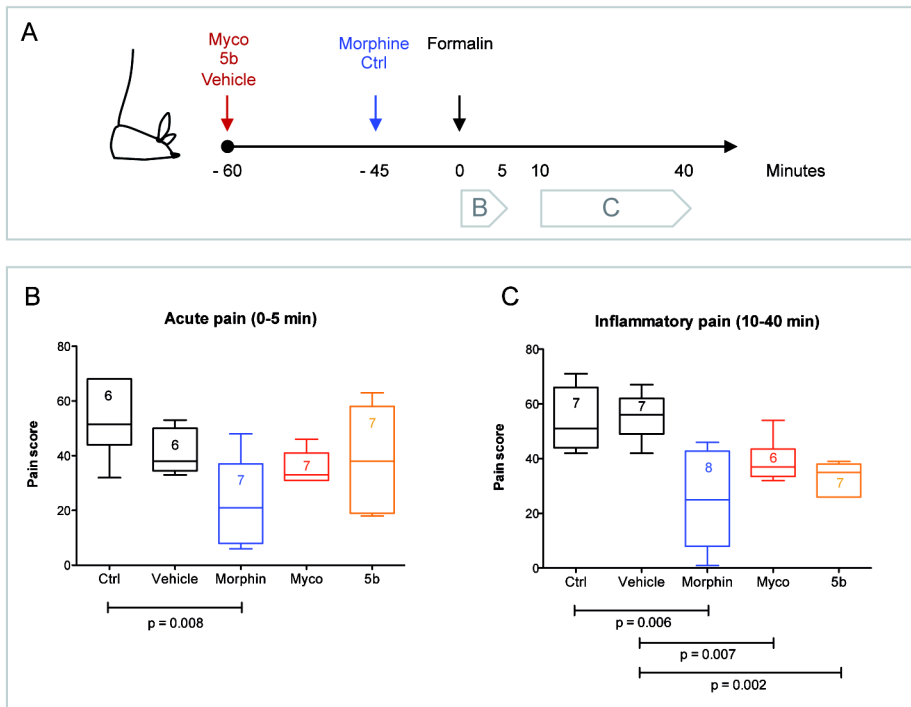 A
Myco
5b
Vehicle
Morphine
Ctrl
Formalin
- 60
- 45
0
5
10
40
Minutes
B
C
B
Acute pain (0-5 min)
Pain score
80
60
40
20
0
6
6
7
7
7
Ctrl
Vehicle
Morphin
Myco
5b
p = 0.008
C
Inflammatory pain (10-40 min)
Pain score
80
60
40
20
0
7
7
8
6
7
Ctrl
Vehicle
Morphin
Myco
5b
p = 0.006
p = 0.007
p = 0.002